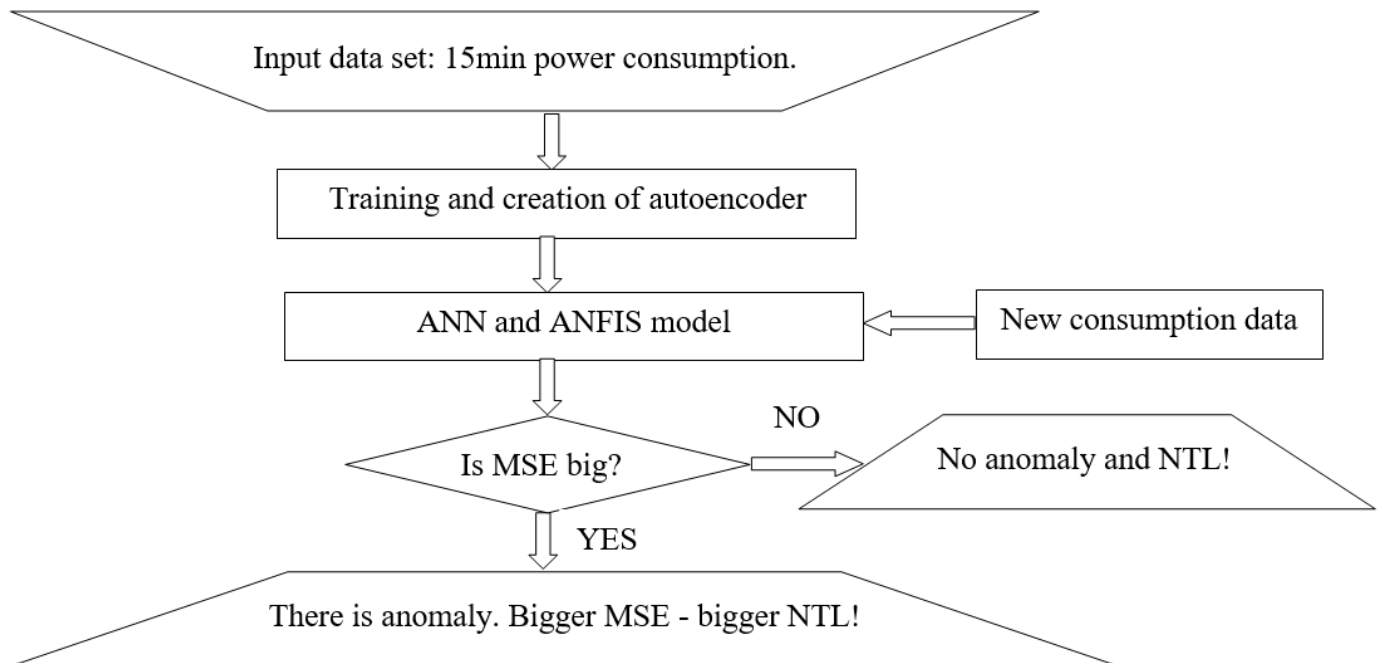 Input data set: 15min power consumption.
Training and creation of autoencoder
ANN and ANFIS model
New consumption data
Is MSE big?
NO
No anomaly and NTL!
YES
There is anomaly. Bigger MSE - bigger NTL!